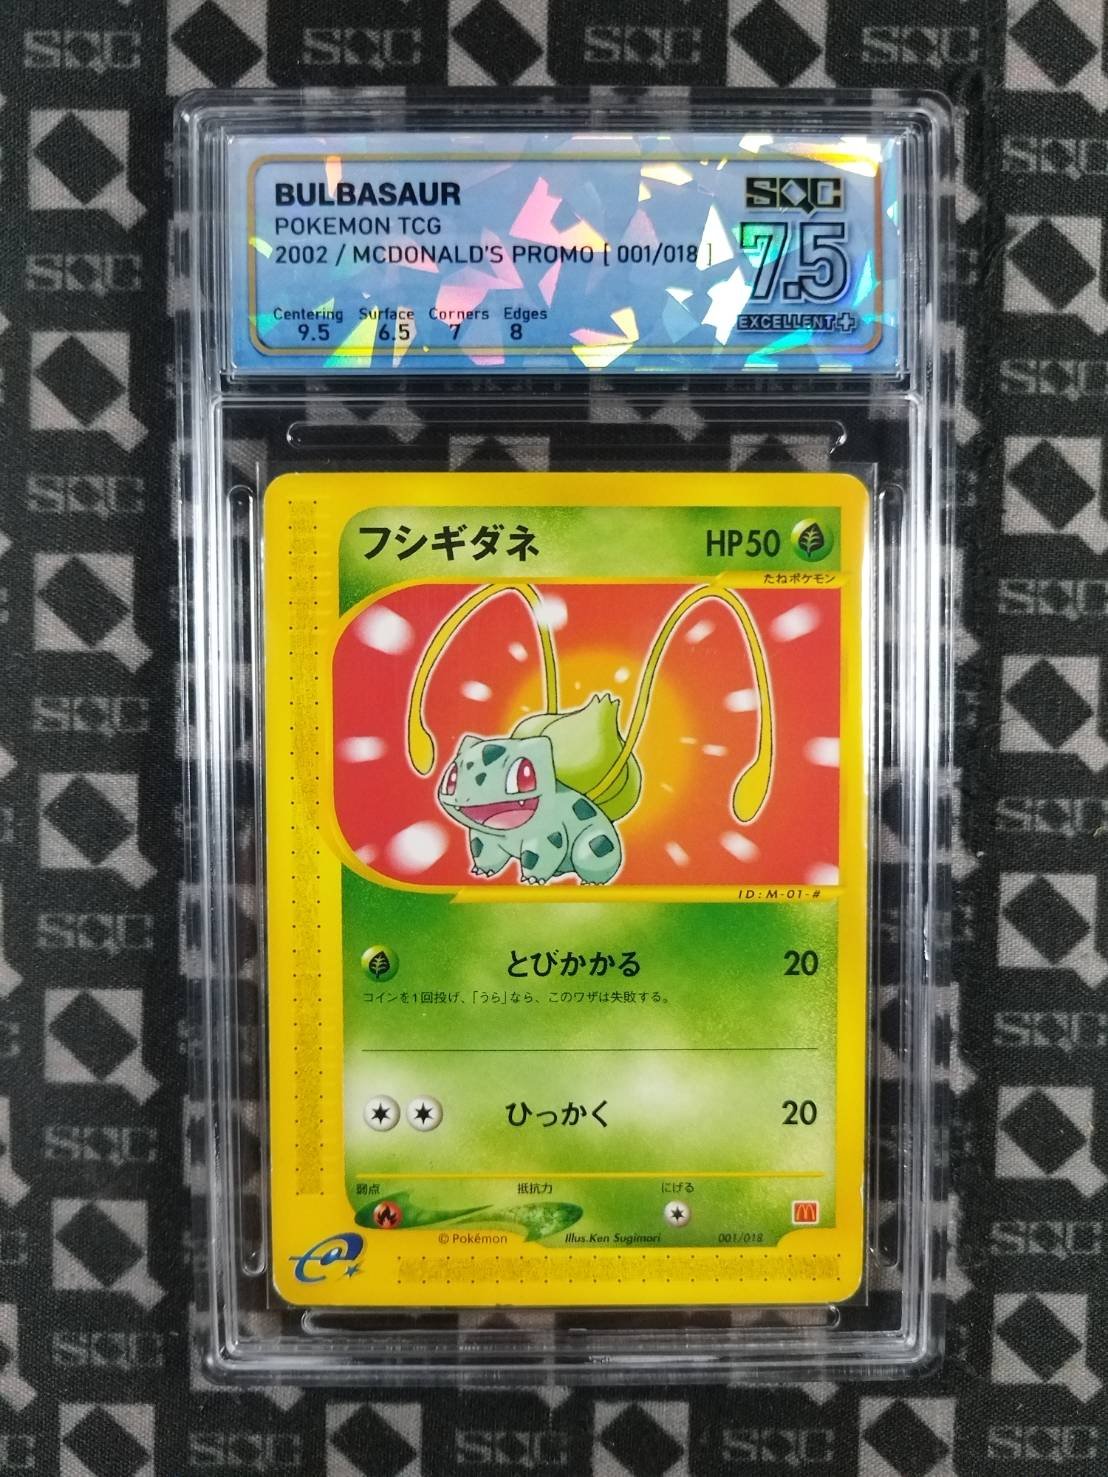 SQC SQC SQC
BULBASAUR
POKEMON TCG
2002 / MCDONALD'S PROMO [ 001/018 ]
Centering Surface Corners Edges
9.5 6.5 7 8
SQC
7.5
EXCELLENT+
フシギダネ HP50
たねポケモン
ID:M-01-#
とびかかる 20
コインを1回投げ、「うら」なら、このワザは失敗する。
ひっかく 20
弱点 抵抗力 にげる
© Pokémon Illus.Ken Sugimori 001/018
e